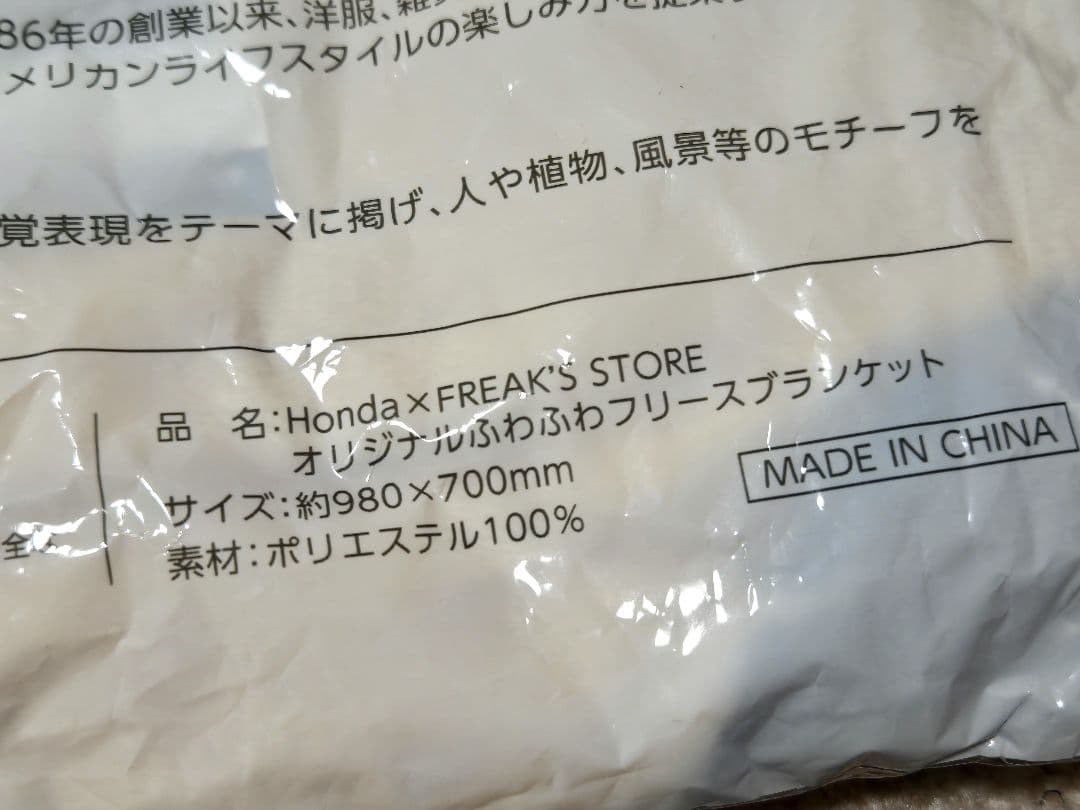 86年の創業以来、洋服、雑
メリカンライフスタイルの楽しみ方を提案
覚表現をテーマに掲げ、人や植物、風景等のモチーフを
品　名：Honda×FREAK'S STORE
オリジナルふわふわフリースブランケット
サイズ：約980×700mm
素材：ポリエステル100%
MADE IN CHINA
全